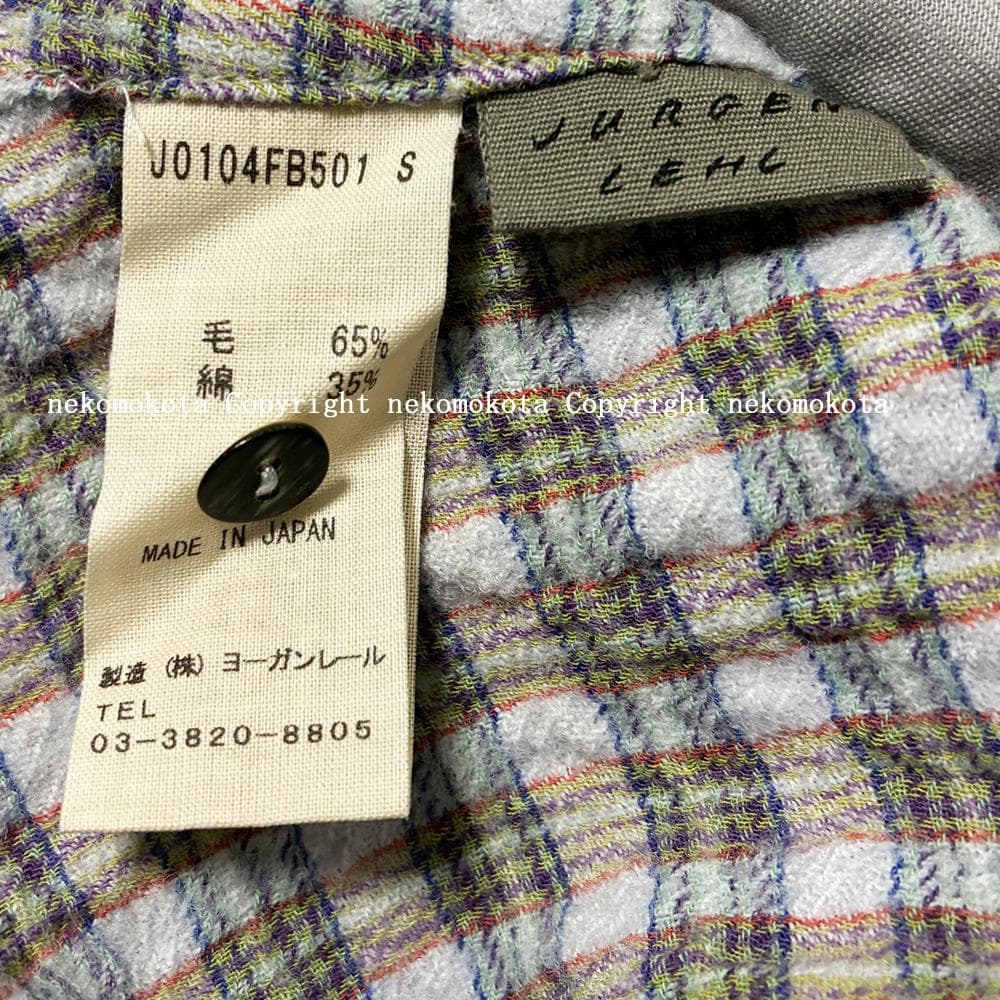 J0104FB501 S
毛 65%
綿 35%
MADE IN JAPAN
製造 (株) ヨーガンレール
TEL
03-3820-8805
JURGEN
LEHL
nekomokota Copyright nekomokota Copyright nekomokota